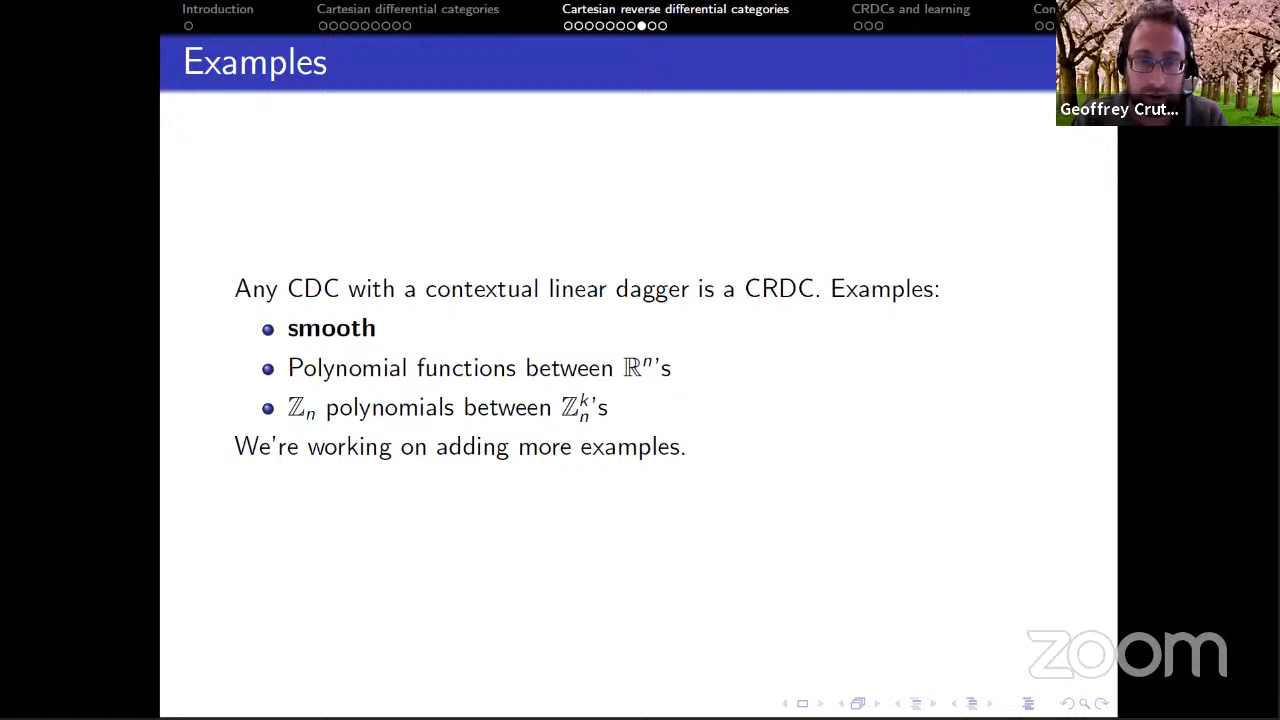 Introduction Cartesian differential categories Cartesian reverse differential categories CRDCs and learning Con
Examples
Geoffrey Crut...
Any CDC with a contextual linear dagger is a CRDC. Examples:
smooth
Polynomial functions between ℝⁿ's
ℤₙ polynomials between ℤₙᵏ's
We're working on adding more examples.
zoom